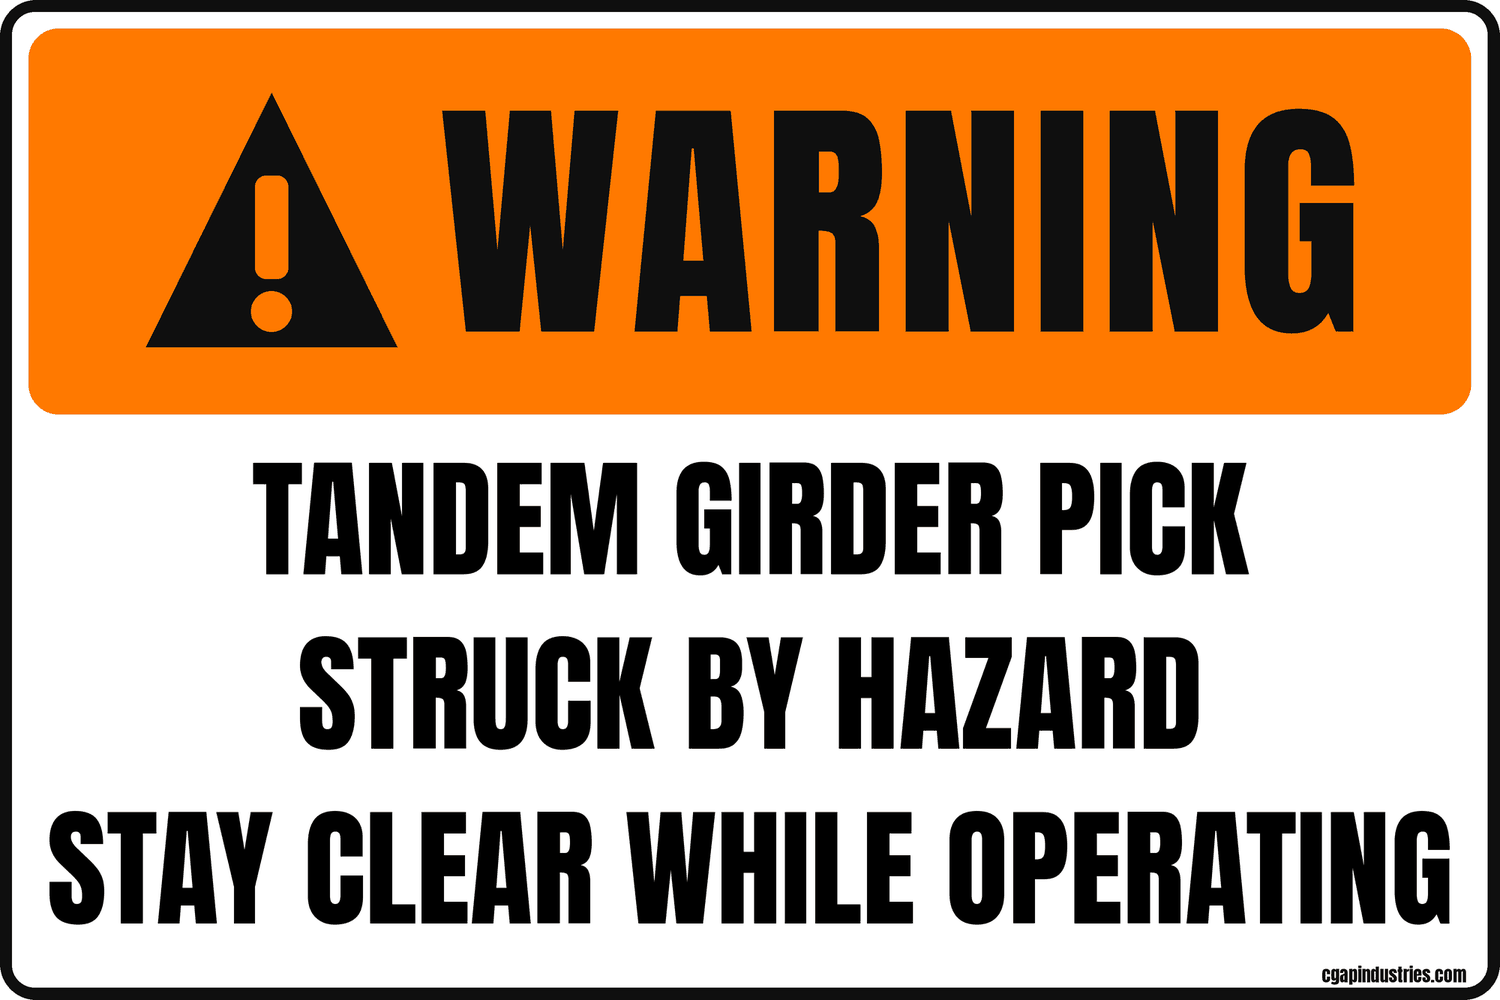 WARNING
TANDEM GIRDER PICK
STRUCK BY HAZARD
STAY CLEAR WHILE OPERATING
cgapindustries.com